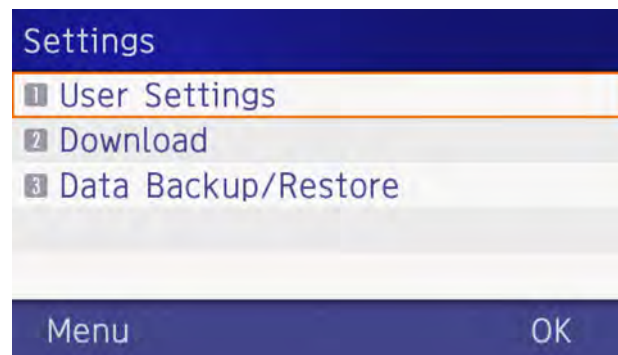 Settings
1 User Settings
2 Download
3 Data Backup/Restore
Menu OK